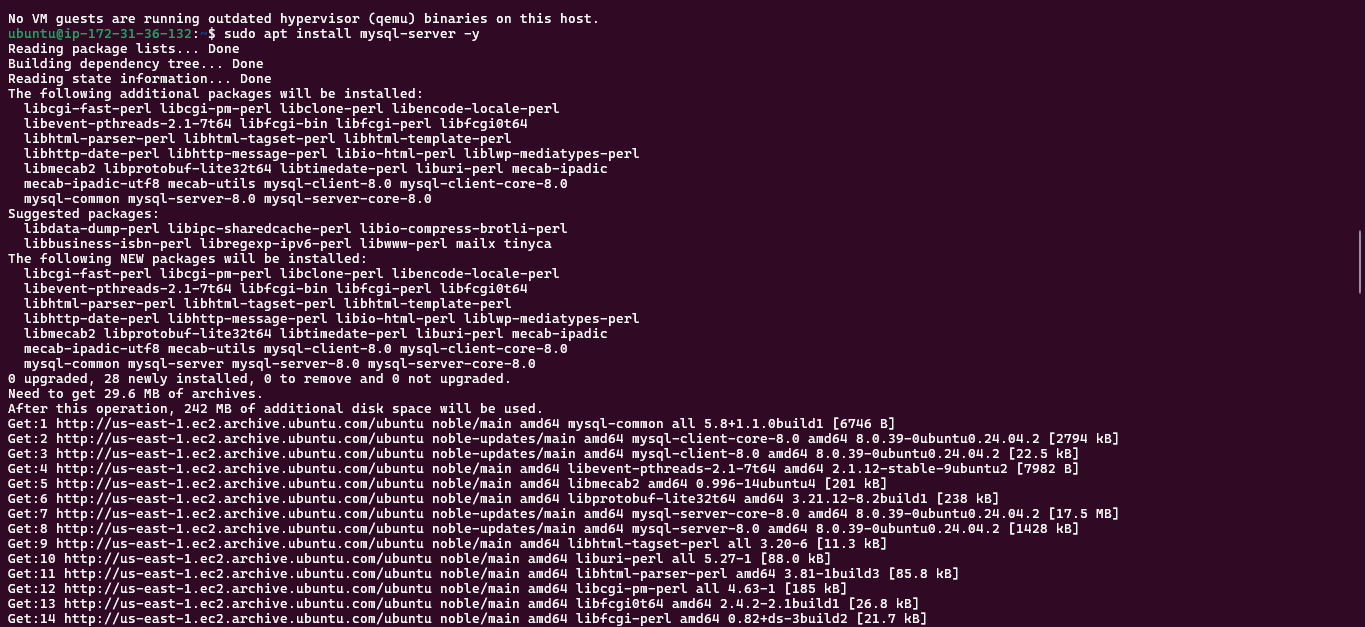 No VM guests are running outdated hypervisor (qemu) binaries on this host.
ubuntu@ip-172-31-36-132:~$ sudo apt install mysql-server -y
Reading package lists... Done
Building dependency tree... Done
Reading state information... Done
The following additional packages will be installed:
  libcgi-fast-perl libcgi-pm-perl libclone-perl libencode-locale-perl
  libevent-pthreads-2.1-7t64 libfcgi-bin libfcgi-perl libfcgi0t64
  libhtml-parser-perl libhtml-tagset-perl libhtml-template-perl
  libhttp-date-perl libhttp-message-perl libio-html-perl liblwp-mediatypes-perl
  libmecab2 libprotobuf-lite32t64 libtimedate-perl liburi-perl mecab-ipadic
  mecab-ipadic-utf8 mecab-utils mysql-client-8.0 mysql-client-core-8.0
  mysql-common mysql-server-8.0 mysql-server-core-8.0
Suggested packages:
  libdata-dump-perl libipc-sharedcache-perl libio-compress-brotli-perl
  libbusiness-isbn-perl libregexp-ipv6-perl libwww-perl mailx tinyca
The following NEW packages will be installed:
  libcgi-fast-perl libcgi-pm-perl libclone-perl libencode-locale-perl
  libevent-pthreads-2.1-7t64 libfcgi-bin libfcgi-perl libfcgi0t64
  libhtml-parser-perl libhtml-tagset-perl libhtml-template-perl
  libhttp-date-perl libhttp-message-perl libio-html-perl liblwp-mediatypes-perl
  libmecab2 libprotobuf-lite32t64 libtimedate-perl liburi-perl mecab-ipadic
  mecab-ipadic-utf8 mecab-utils mysql-client-8.0 mysql-client-core-8.0
  mysql-common mysql-server mysql-server-8.0 mysql-server-core-8.0
0 upgraded, 28 newly installed, 0 to remove and 0 not upgraded.
Need to get 29.6 MB of archives.
After this operation, 242 MB of additional disk space will be used.
Get:1 http://us-east-1.ec2.archive.ubuntu.com/ubuntu noble/main amd64 mysql-common all 5.8+1.1.0build1 [6746 B]
Get:2 http://us-east-1.ec2.archive.ubuntu.com/ubuntu noble-updates/main amd64 mysql-client-core-8.0 amd64 8.0.39-0ubuntu0.24.04.2 [2794 kB]
Get:3 http://us-east-1.ec2.archive.ubuntu.com/ubuntu noble-updates/main amd64 mysql-client-8.0 amd64 8.0.39-0ubuntu0.24.04.2 [22.5 kB]
Get:4 http://us-east-1.ec2.archive.ubuntu.com/ubuntu noble/main amd64 libevent-pthreads-2.1-7t64 amd64 2.1.12-stable-9ubuntu2 [7982 B]
Get:5 http://us-east-1.ec2.archive.ubuntu.com/ubuntu noble/main amd64 libmecab2 amd64 0.996-14ubuntu4 [201 kB]
Get:6 http://us-east-1.ec2.archive.ubuntu.com/ubuntu noble/main amd64 libprotobuf-lite32t64 amd64 3.21.12-8.2build1 [238 kB]
Get:7 http://us-east-1.ec2.archive.ubuntu.com/ubuntu noble-updates/main amd64 mysql-server-core-8.0 amd64 8.0.39-0ubuntu0.24.04.2 [17.5 MB]
Get:8 http://us-east-1.ec2.archive.ubuntu.com/ubuntu noble-updates/main amd64 mysql-server-8.0 amd64 8.0.39-0ubuntu0.24.04.2 [1428 kB]
Get:9 http://us-east-1.ec2.archive.ubuntu.com/ubuntu noble/main amd64 libhtml-tagset-perl all 3.20-6 [11.3 kB]
Get:10 http://us-east-1.ec2.archive.ubuntu.com/ubuntu noble/main amd64 liburi-perl all 5.27-1 [88.0 kB]
Get:11 http://us-east-1.ec2.archive.ubuntu.com/ubuntu noble/main amd64 libhtml-parser-perl amd64 3.81-1build3 [85.8 kB]
Get:12 http://us-east-1.ec2.archive.ubuntu.com/ubuntu noble/main amd64 libcgi-pm-perl all 4.63-1 [185 kB]
Get:13 http://us-east-1.ec2.archive.ubuntu.com/ubuntu noble/main amd64 libfcgi0t64 amd64 2.4.2-2.1build1 [26.8 kB]
Get:14 http://us-east-1.ec2.archive.ubuntu.com/ubuntu noble/main amd64 libfcgi-perl amd64 0.82+ds-3build2 [21.7 kB]